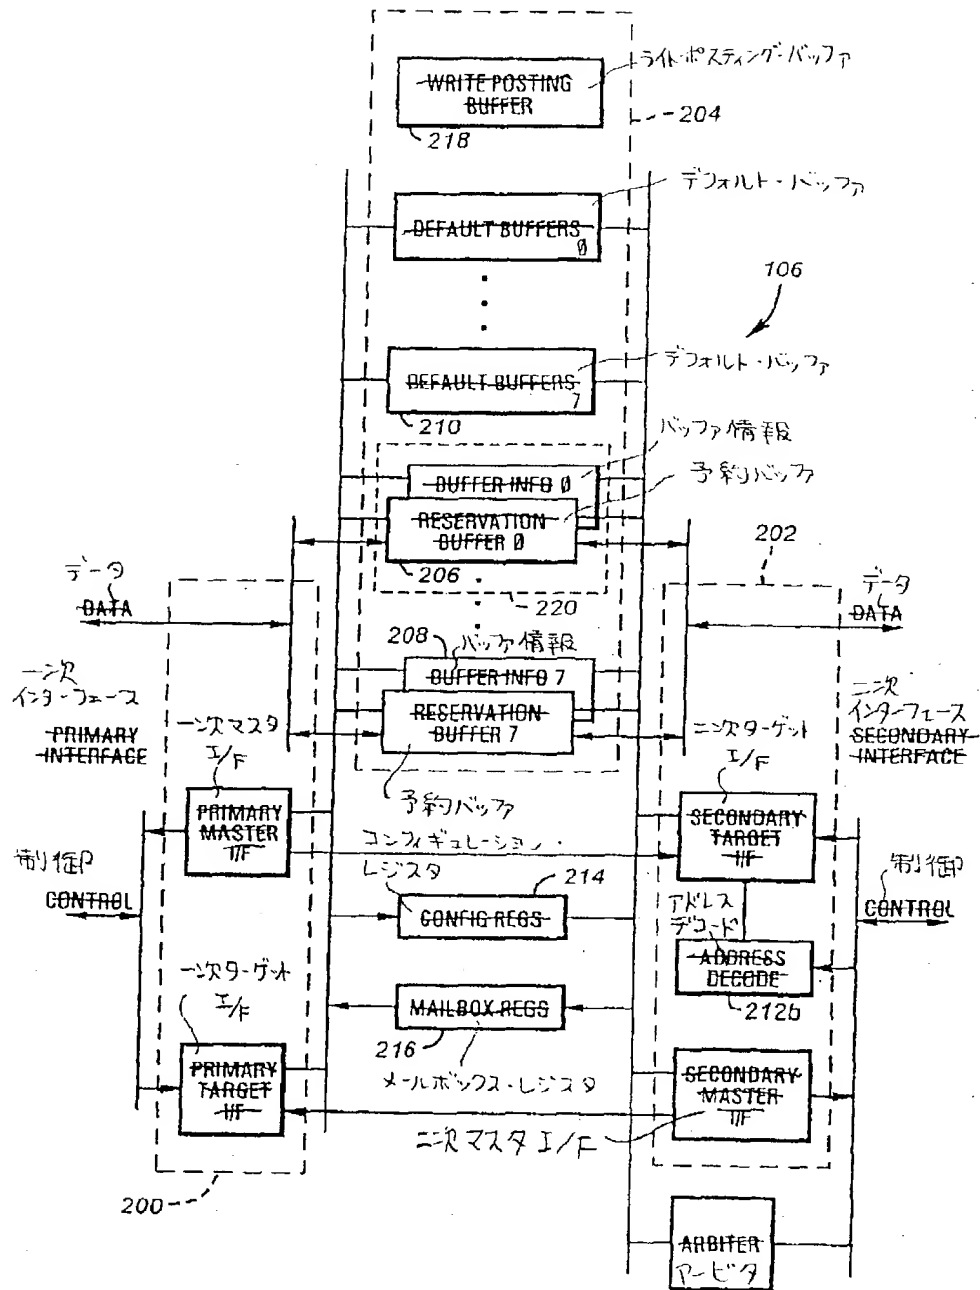 ライト・ポスティング・バッファ
WRITE POSTING
BUFFER
218
204
デフォルト・バッファ
DEFAULT BUFFERS
0
106
デフォルト・バッファ
DEFAULT BUFFERS
7
210
バッファ情報
BUFFER INFO 0
予約バッファ
RESERVATION
BUFFER 0
206
220
202
データ
DATA
データ
DATA
208
バッファ情報
BUFFER INFO 7
RESERVATION
BUFFER 7
予約バッファ
一次
インターフェース
PRIMARY
INTERFACE
二次
インターフェース
SECONDARY
INTERFACE
一次マスタ
I/F
PRIMARY
MASTER
I/F
二次ターゲット
I/F
SECONDARY
TARGET
I/F
制御
CONTROL
コンフィギュレーション・
レジスタ
214
CONFIG REGS
アドレス
デコード
ADDRESS
DECODE
212b
制御
CONTROL
一次ターゲット
I/F
PRIMARY
TARGET
I/F
MAILBOX REGS
216
メールボックス・レジスタ
SECONDARY
MASTER
I/F
二次マスタ I/F
200
ARBITER
アービタ